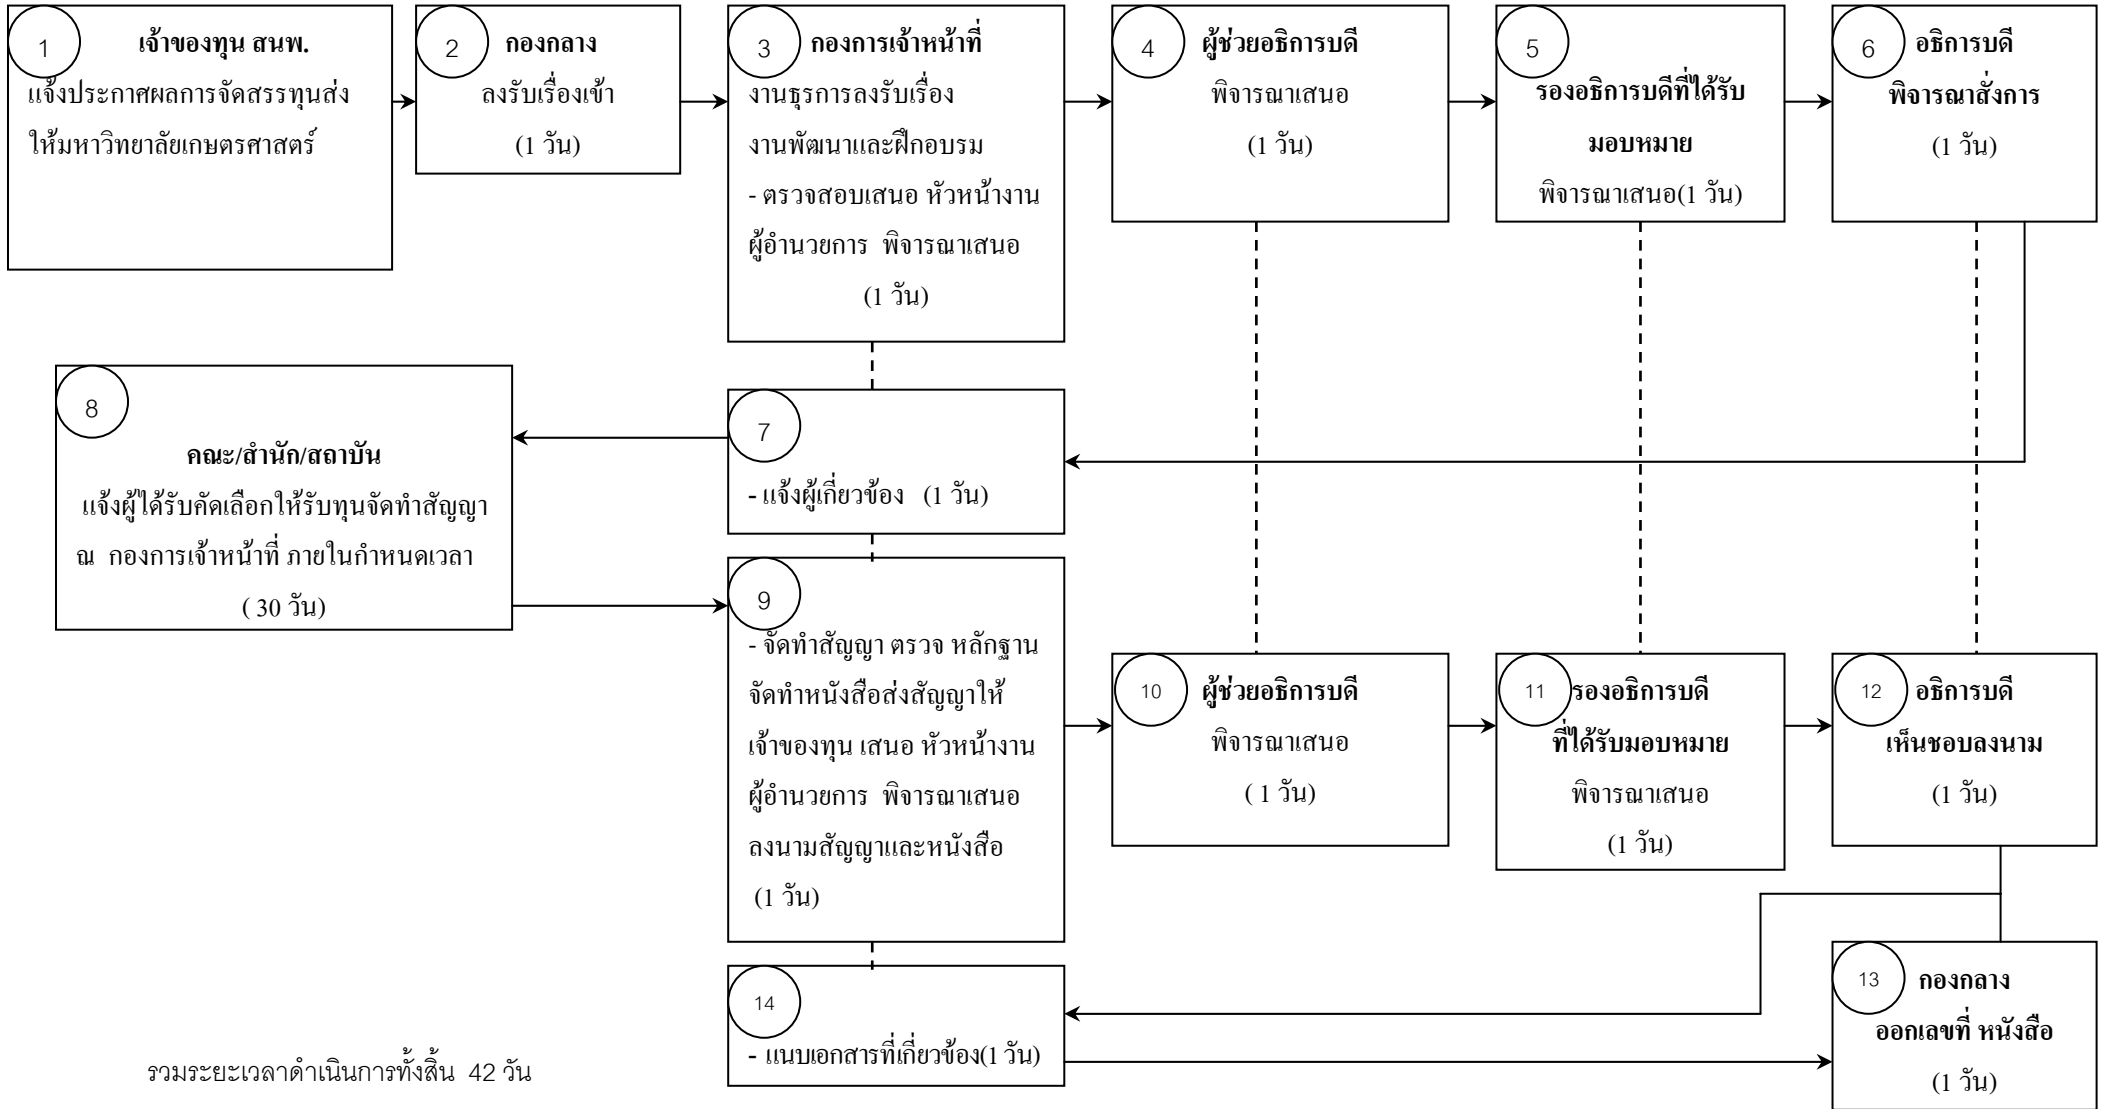 1
เจ้าของทุน สนพ.
แจ้งประกาศผลการจัดสรรทุนส่ง
ให้มหาวิทยาลัยเกษตรศาสตร์
2
กองกลาง
ลงรับเรื่องเข้า
(1 วัน)
3
กองการเจ้าหน้าที่
งานธุรการลงรับเรื่อง
งานพัฒนาและฝึกอบรม
- ตรวจสอบเสนอ หัวหน้างาน
ผู้อำนวยการ พิจารณาเสนอ
(1 วัน)
4
ผู้ช่วยอธิการบดี
พิจารณาเสนอ
(1 วัน)
5
รองอธิการบดีที่ได้รับ
มอบหมาย
พิจารณาเสนอ(1 วัน)
6
อธิการบดี
พิจารณาสั่งการ
(1 วัน)
7
- แจ้งผู้เกี่ยวข้อง (1 วัน)
8
คณะ/สำนัก/สถาบัน
แจ้งผู้ได้รับคัดเลือกให้รับทุนจัดทำสัญญา
ณ กองการเจ้าหน้าที่ ภายในกำหนดเวลา
( 30 วัน)
9
- จัดทำสัญญา ตรวจ หลักฐาน
จัดทำหนังสือส่งสัญญาให้
เจ้าของทุน เสนอ หัวหน้างาน
ผู้อำนวยการ พิจารณาเสนอ
ลงนามสัญญาและหนังสือ
(1 วัน)
10
ผู้ช่วยอธิการบดี
พิจารณาเสนอ
( 1 วัน)
11
รองอธิการบดี
ที่ได้รับมอบหมาย
พิจารณาเสนอ
(1 วัน)
12
อธิการบดี
เห็นชอบลงนาม
(1 วัน)
13
กองกลาง
ออกเลขที่ หนังสือ
(1 วัน)
14
- แนบเอกสารที่เกี่ยวข้อง(1 วัน)
รวมระยะเวลาดำเนินการทั้งสิ้น 42 วัน